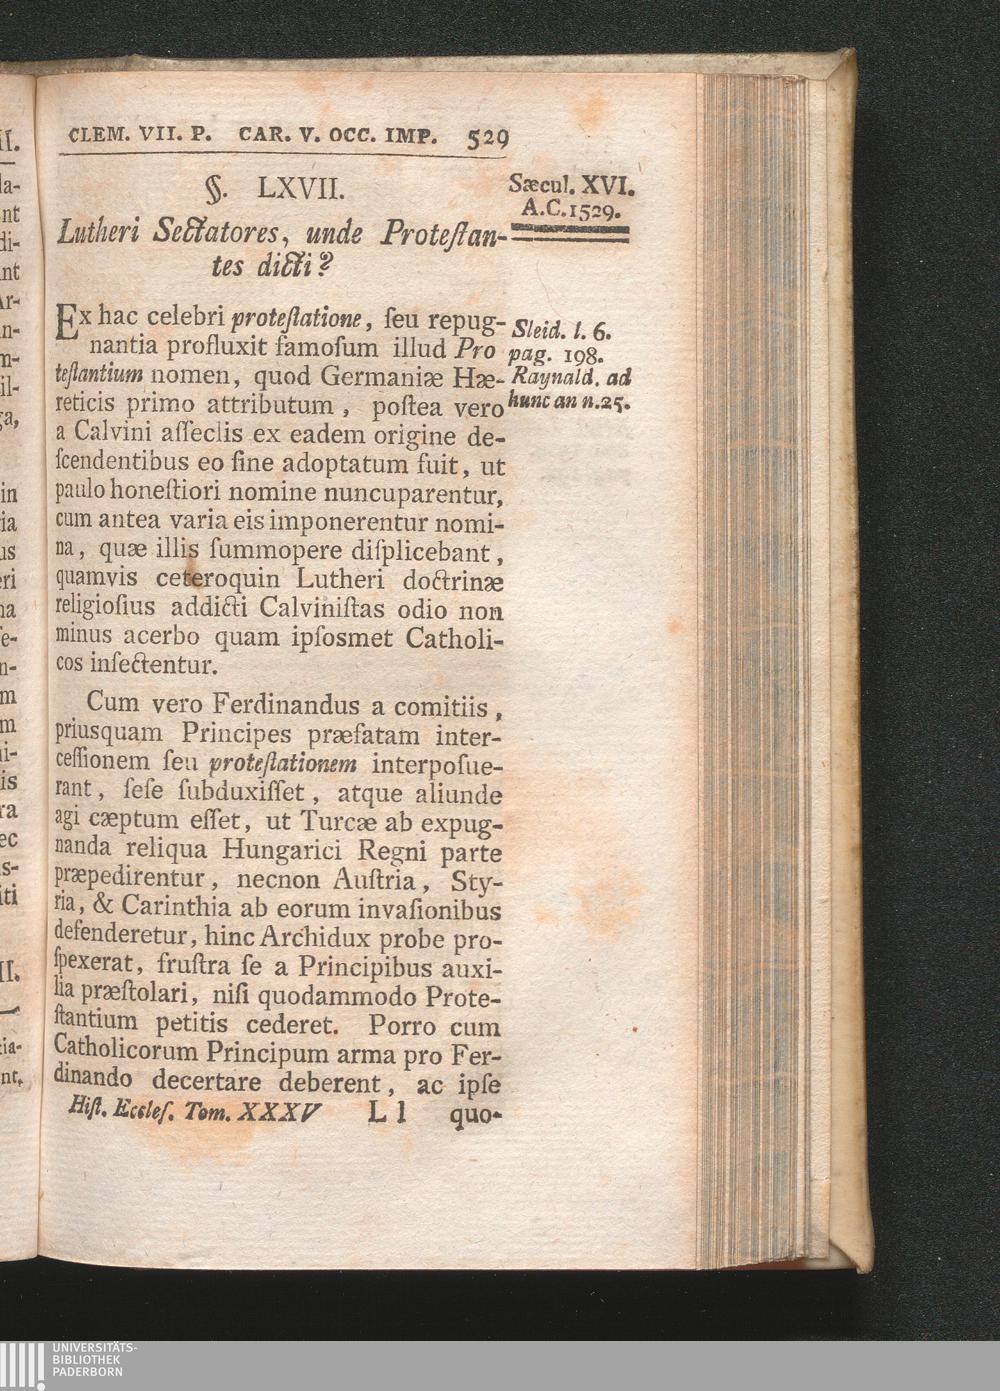 CLEM. VII. P. CAR. V. OCC. IMP. 529
§. LXVII.
Sæcul. XVI.
A.C.1529.
Lutheri Sectatores, unde Proteſtan-
tes dicti?
Ex hac celebri proteſtatione, ſeu repug-
nantia profluxit famoſum illud Pro
teſtantium nomen, quod Germaniæ Hæ-
reticis primo attributum, poſtea vero
a Calvini aſſeclis ex eadem origine de-
ſcendentibus eo fine adoptatum fuit, ut
paulo honeſtiori nomine nuncuparentur,
cum antea varia eis imponerentur nomi-
na, quæ illis ſummopere diſplicebant,
quamvis ceteroquin Lutheri doctrinæ
religioſius addicti Calviniſtas odio non
minus acerbo quam ipſosmet Catholi-
cos inſectentur.
Sleid. l. 6.
pag. 198.
Raynald. ad
hunc an n.25.
Cum vero Ferdinandus a comitiis,
priusquam Principes præfatam inter-
ceſſionem ſeu proteſtationem interpoſue-
rant, ſeſe ſubduxiſſet, atque aliunde
agi cæptum eſſet, ut Turcæ ab expug-
nanda reliqua Hungarici Regni parte
præpedirentur, necnon Auſtria, Sty-
ria, & Carinthia ab eorum invaſionibus
defenderetur, hinc Archidux probe pro-
ſpexerat, fruſtra ſe a Principibus auxi-
lia præſtolari, niſi quodammodo Prote-
ſtantium petitis cederet. Porro cum
Catholicorum Principum arma pro Fer-
dinando decertare deberent, ac ipſe
Hiſt. Eccleſ. Tom. XXXV L l quo-
UNIVERSITÄTS-
BIBLIOTHEK
PADERBORN